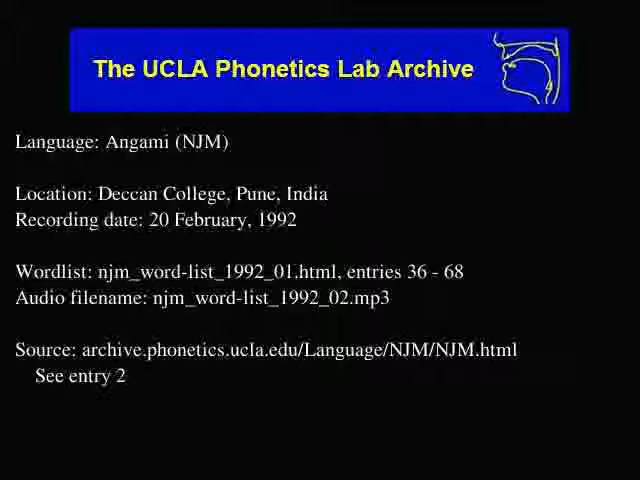 The UCLA Phonetics Lab Archive
Language: Angami (NJM)
Location: Deccan College, Pune, India
Recording date: 20 February, 1992
Wordlist: njm_word-list_1992_01.html, entries 36 - 68
Audio filename: njm_word-list_1992_02.mp3
Source: archive.phonetics.ucla.edu/Language/NJM/NJM.html
See entry 2